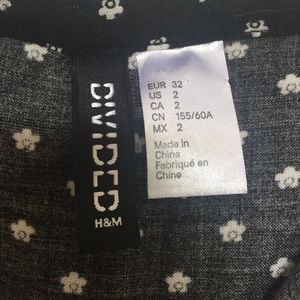 DIVIDED
H&M
EUR 32
US 2
CA 2
CN 155/60A
MX 2
Made in
China
Fabriqué en
Chine